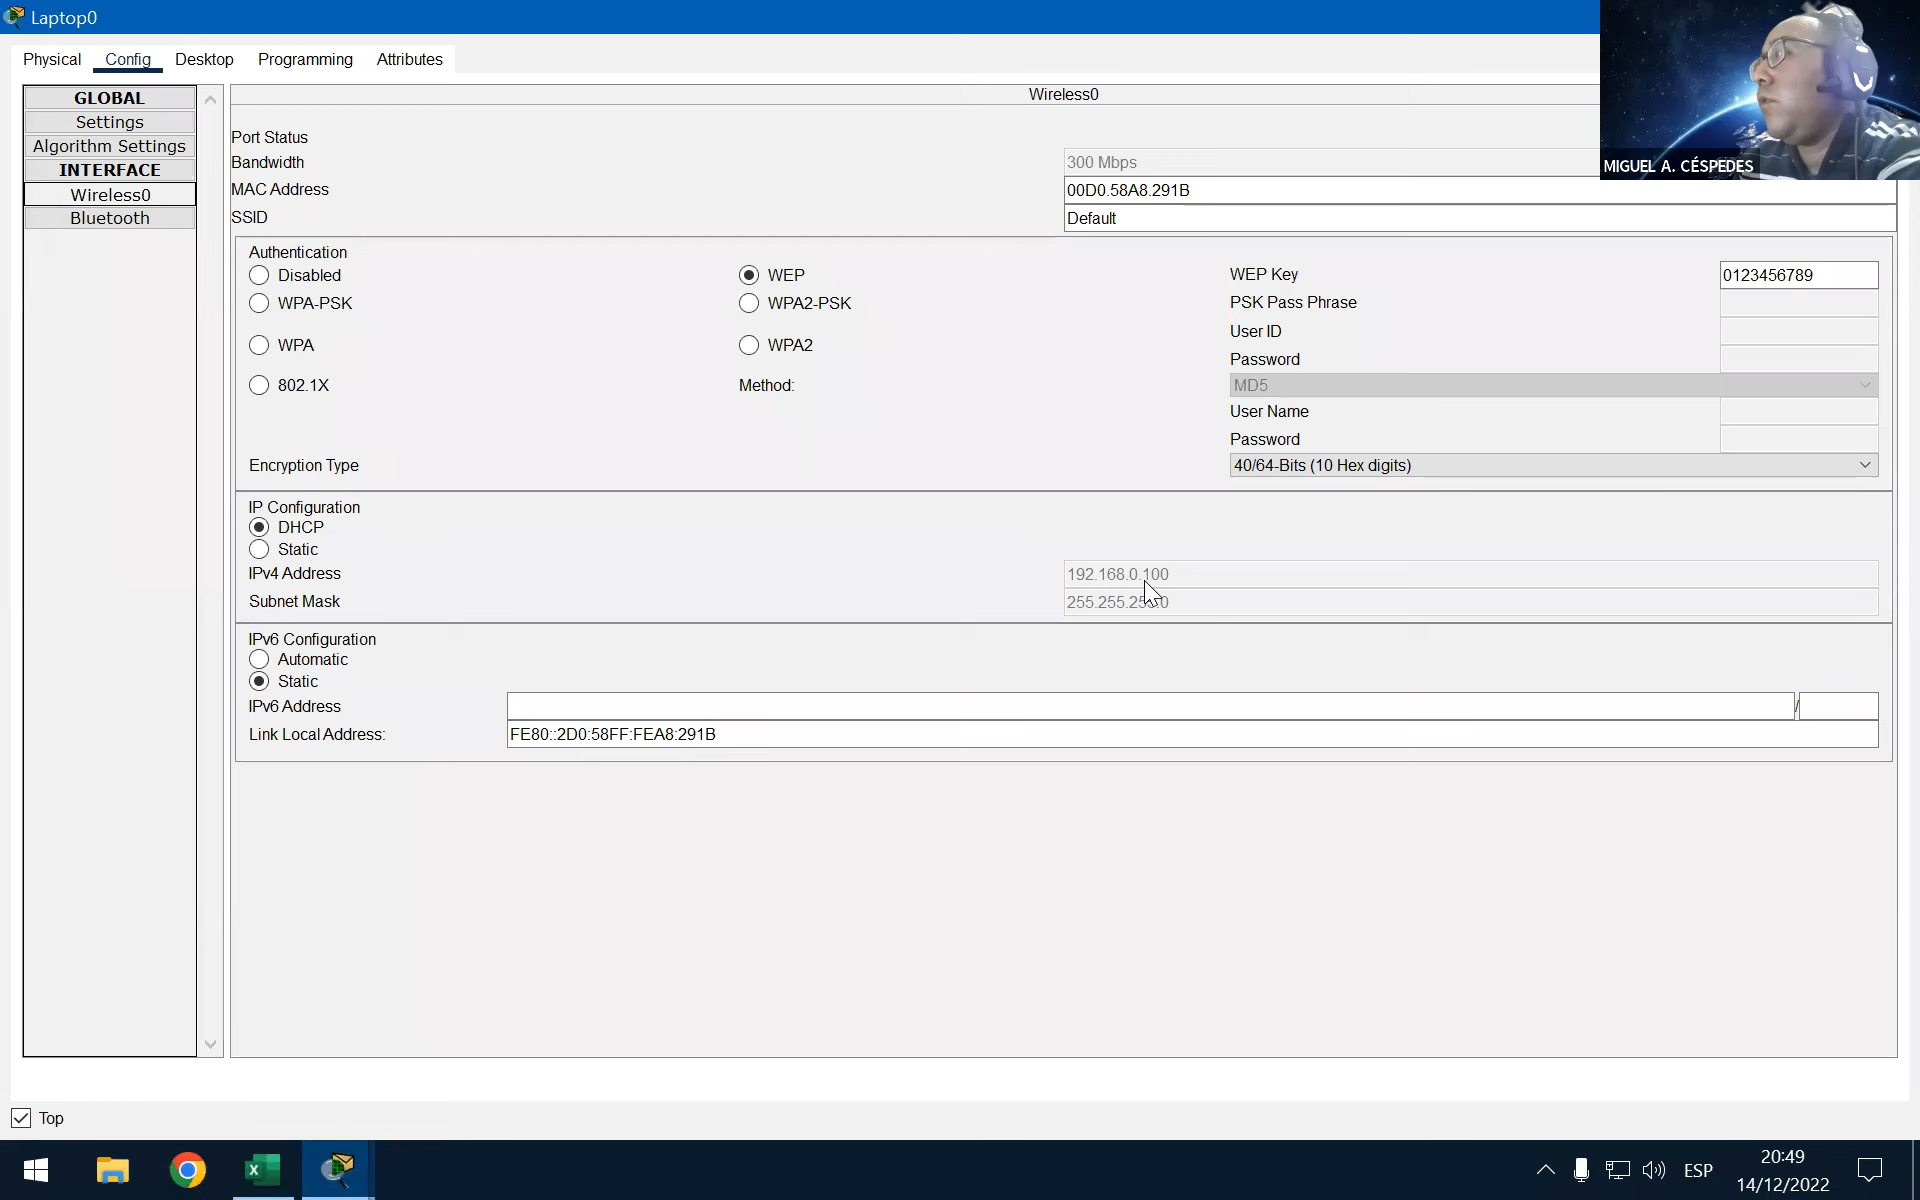 Laptop0
Physical Config Desktop Programming Attributes
GLOBAL
Settings
Algorithm Settings
INTERFACE
Wireless0
Bluetooth
Wireless0
Port Status
Bandwidth 300 Mbps
MAC Address 00D0.58A8.291B
SSID Default
MIGUEL A. CÉSPEDES
Authentication
Disabled WEP WEP Key 0123456789
WPA-PSK WPA2-PSK PSK Pass Phrase
User ID
WPA WPA2
Password
802.1X Method: MD5
User Name
Password
Encryption Type 40/64-Bits (10 Hex digits)
IP Configuration
DHCP
Static
IPv4 Address 192.168.0.100
Subnet Mask
IPv6 Configuration
Automatic
Static
IPv6 Address /
Link Local Address: FE80::2D0:58FF:FEA8:291B
Top
ESP
20:49
14/12/2022